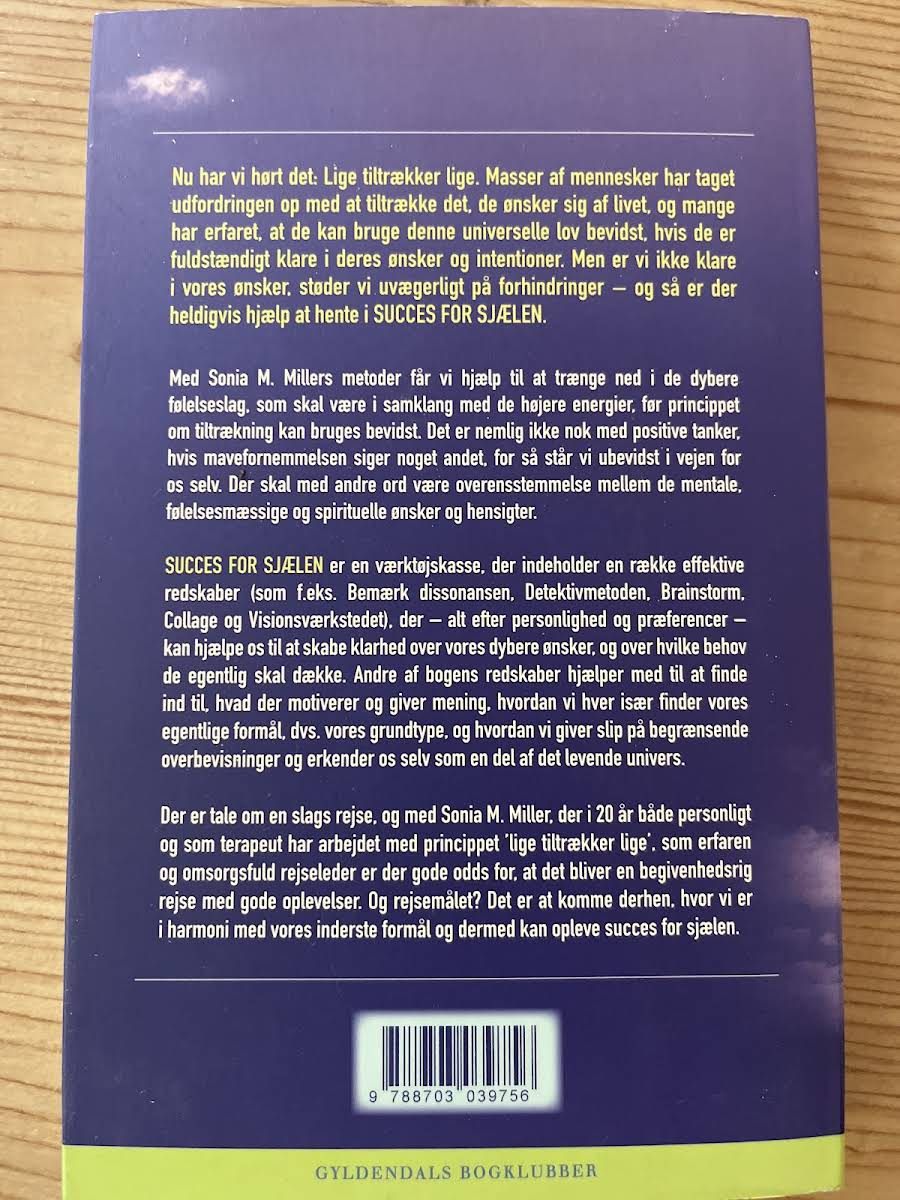 Nu har vi hørt det: Lige tiltrækker lige. Masser af mennesker har taget
udfordringen op med at tiltrække det, de ønsker sig af livet, og mange
har erfaret, at de kan bruge denne universelle lov bevidst, hvis de er
fuldstændigt klare i deres ønsker og intentioner. Men er vi ikke klare
i vores ønsker, støder vi uvægerligt på forhindringer – og så er der
heldigvis hjælp at hente i SUCCES FOR SJÆLEN.
Med Sonia M. Millers metoder får vi hjælp til at trænge ned i de dybere
følelseslag, som skal være i samklang med de højere energier, før princippet
om tiltrækning kan bruges bevidst. Det er nemlig ikke nok med positive tanker,
hvis mavefornemmelsen siger noget andet, for så står vi ubevidst i vejen for
os selv. Der skal med andre ord være overensstemmelse mellem de mentale,
følelsesmæssige og spirituelle ønsker og hensigter.
SUCCES FOR SJÆLEN er en værktøjskasse, der indeholder en række effektive
redskaber (som f.eks. Bemærk dissonansen, Detektivmetoden, Brainstorm,
Collage og Visionsværkstedet), der – alt efter personlighed og præferencer –
kan hjælpe os til at skabe klarhed over vores dybere ønsker, og over hvilke behov
de egentlig skal dække. Andre af bogens redskaber hjælper med til at finde
ind til, hvad der motiverer og giver mening, hvordan vi hver især finder vores
egentlige formål, dvs. vores grundtype, og hvordan vi giver slip på begrænsende
overbevisninger og erkender os selv som en del af det levende univers.
Der er tale om en slags rejse, og med Sonia M. Miller, der i 20 år både personligt
og som terapeut har arbejdet med princippet 'lige tiltrækker lige', som erfaren
og omsorgsfuld rejseleder er der gode odds for, at det bliver en begivenhedsrig
rejse med gode oplevelser. Og rejsemålet? Det er at komme derhen, hvor vi er
i harmoni med vores inderste formål og dermed kan opleve succes for sjælen.
9 788703 039756
GYLDENDALS BOGKLUBBER